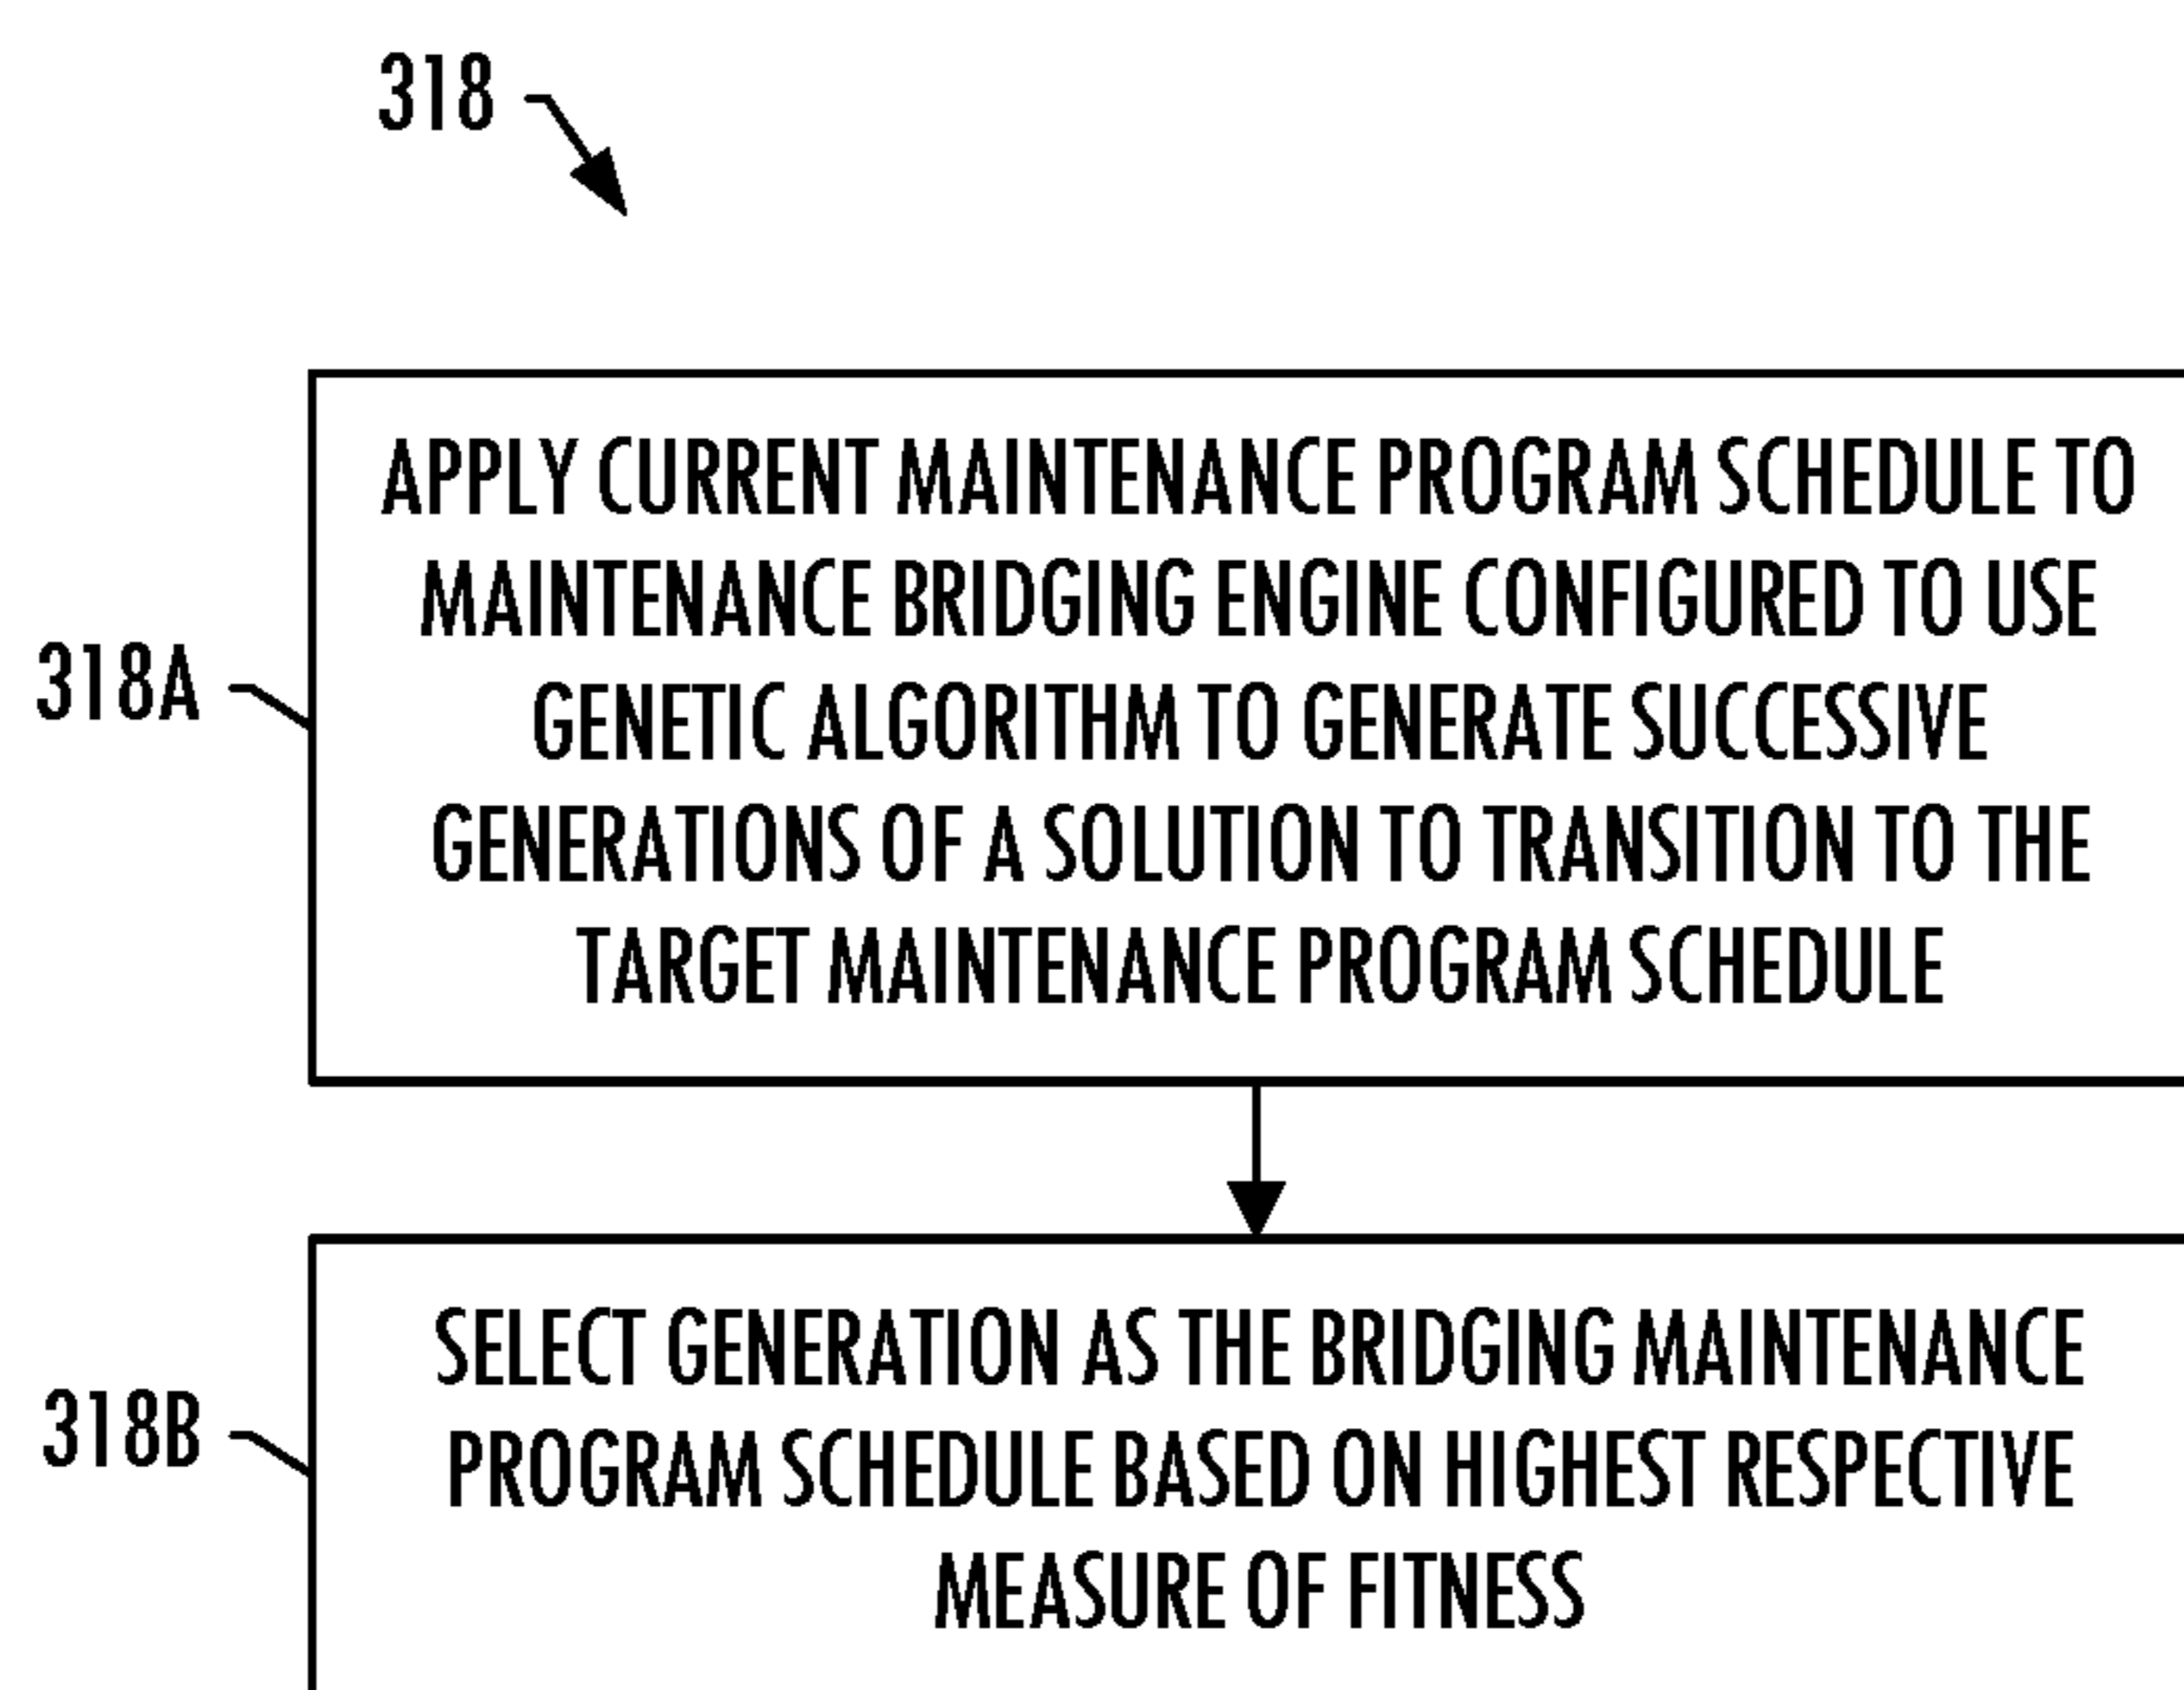 318
APPLY CURRENT MAINTENANCE PROGRAM SCHEDULE TO
MAINTENANCE BRIDGING ENGINE CONFIGURED TO USE
GENETIC ALGORITHM TO GENERATE SUCCESSIVE
GENERATIONS OF A SOLUTION TO TRANSITION TO THE
TARGET MAINTENANCE PROGRAM SCHEDULE
318A
SELECT GENERATION AS THE BRIDGING MAINTENANCE
PROGRAM SCHEDULE BASED ON HIGHEST RESPECTIVE
MEASURE OF FITNESS
318B